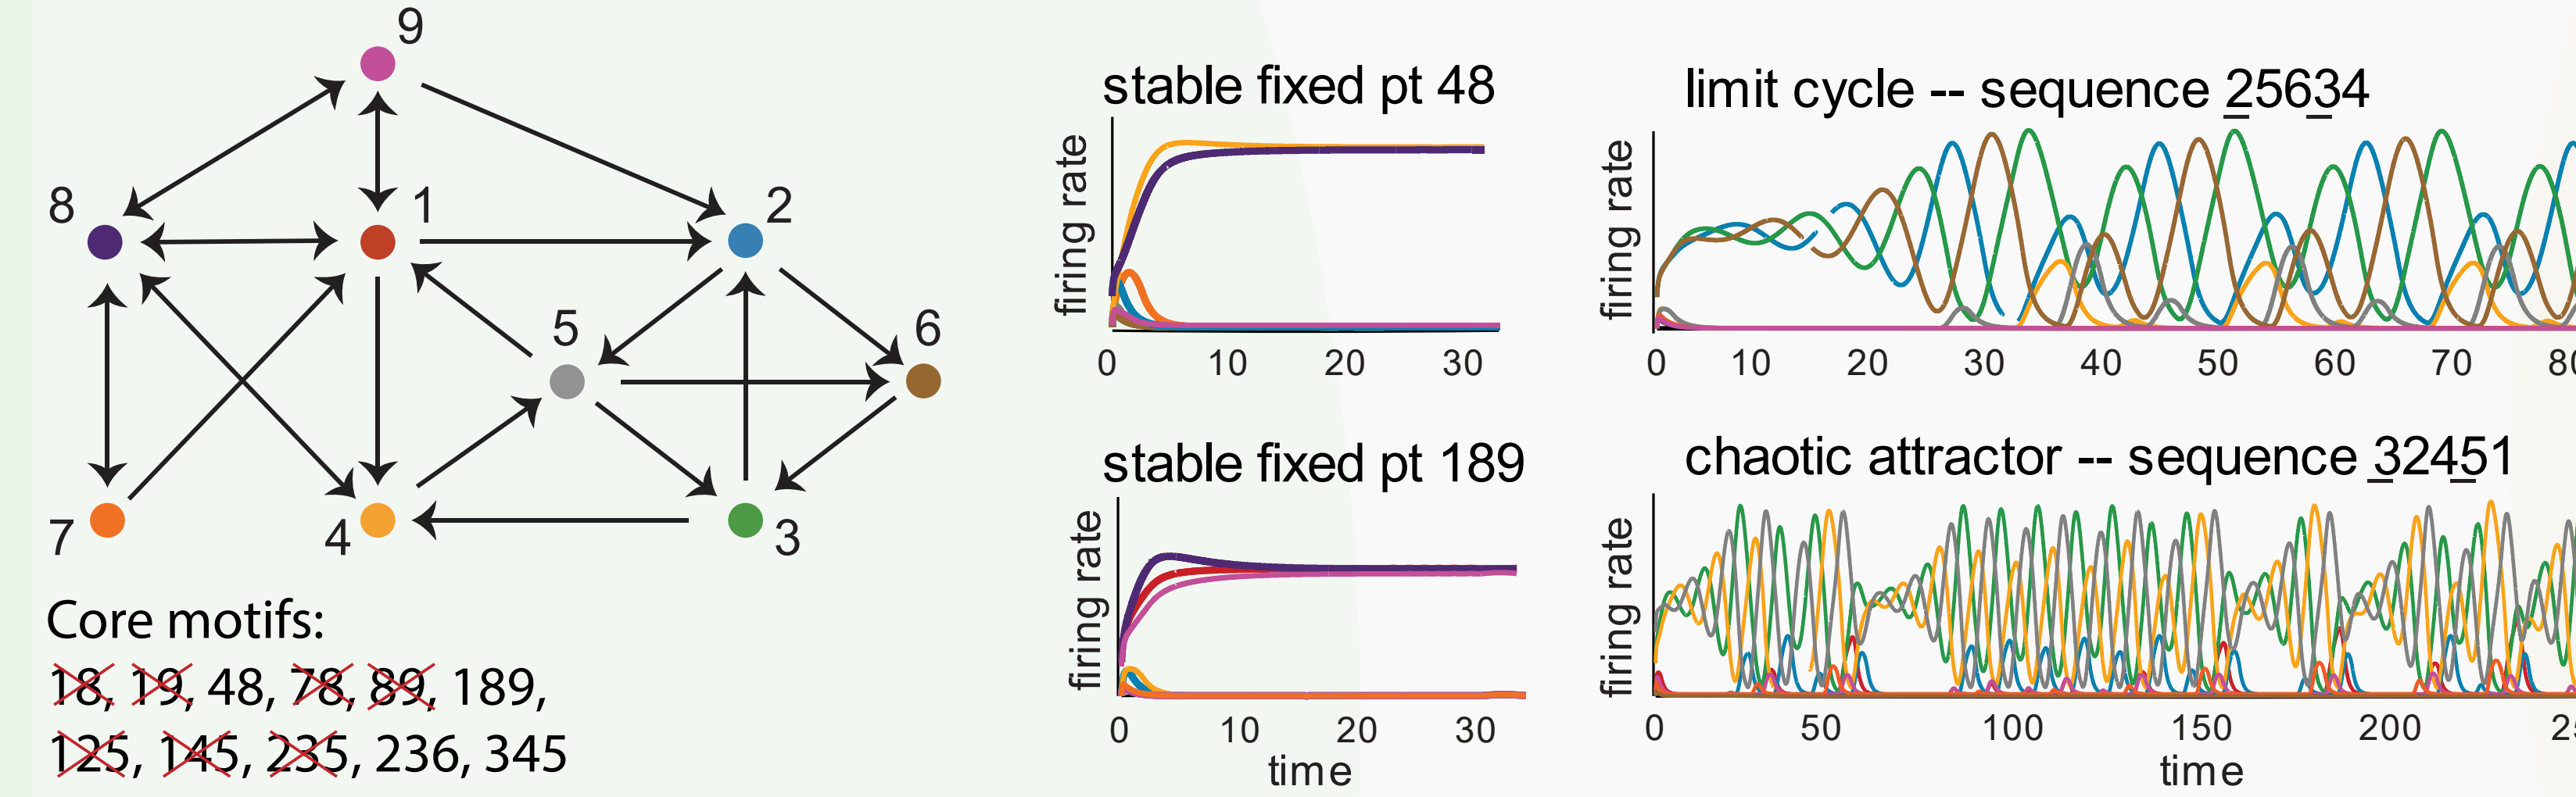 9
8
1
2
5
6
7
4
3
Core motifs:
18, 19, 48, 78, 89, 189,
125, 145, 235, 236, 345
stable fixed pt 48
firing rate
0 10 20 30
limit cycle -- sequence 25634
firing rate
0 10 20 30 40 50 60 70 80
stable fixed pt 189
firing rate
0 10 20 30
time
chaotic attractor -- sequence 32451
firing rate
0 50 100 150 200
time